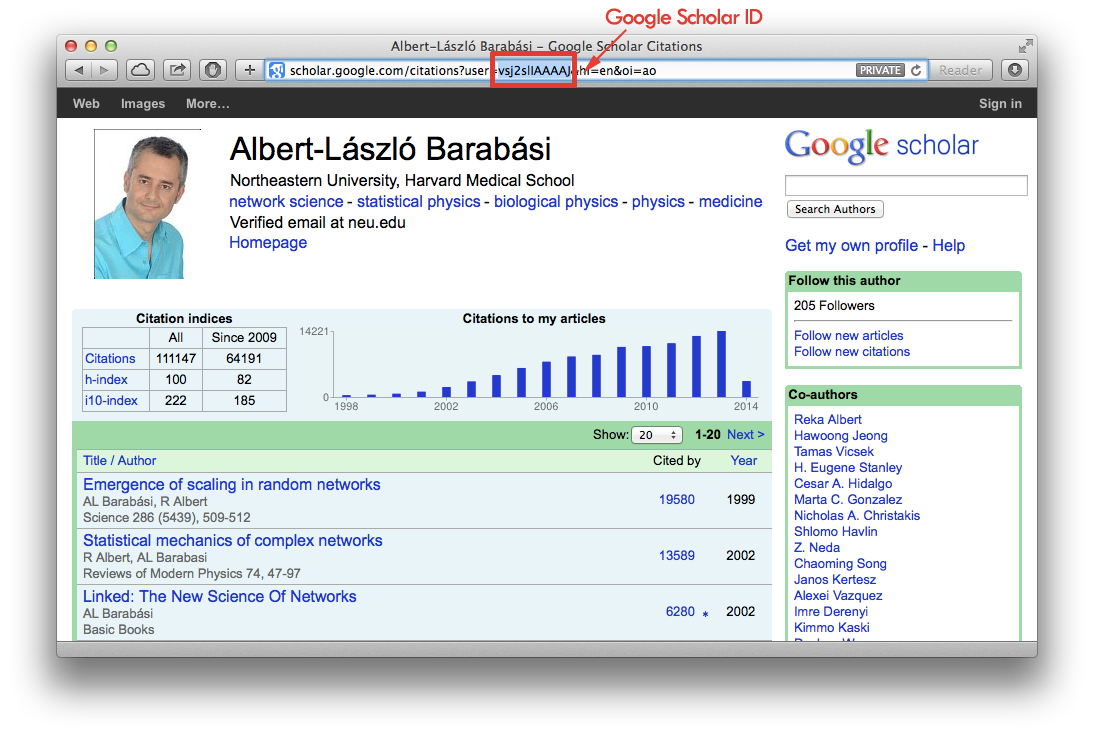 Google Scholar ID
Albert-László Barabási – Google Scholar Citations
scholar.google.com/citations?user=vsj2slIAAAAJ&hl=en&oi=ao
PRIVATE
Reader
Web Images More…
Sign in
Albert-László Barabási
Northeastern University, Harvard Medical School
network science - statistical physics - biological physics - physics - medicine
Verified email at neu.edu
Homepage
Google scholar
Search Authors
Get my own profile - Help
Follow this author
205 Followers
Follow new articles
Follow new citations
Citation indices
All Since 2009
Citations 111147 64191
h-index 100 82
i10-index 222 185
Citations to my articles
14221
0
1998 2002 2006 2010 2014
Co-authors
Reka Albert
Hawoong Jeong
Tamas Vicsek
H. Eugene Stanley
Cesar A. Hidalgo
Marta C. Gonzalez
Nicholas A. Christakis
Shlomo Havlin
Z. Neda
Chaoming Song
Janos Kertesz
Alexei Vazquez
Imre Derenyi
Kimmo Kaski
Show: 20 1-20 Next >
Title / Author Cited by Year
Emergence of scaling in random networks
AL Barabási, R Albert
Science 286 (5439), 509-512
19580 1999
Statistical mechanics of complex networks
R Albert, AL Barabasi
Reviews of Modern Physics 74, 47-97
13589 2002
Linked: The New Science Of Networks
AL Barabási
Basic Books
6280 * 2002